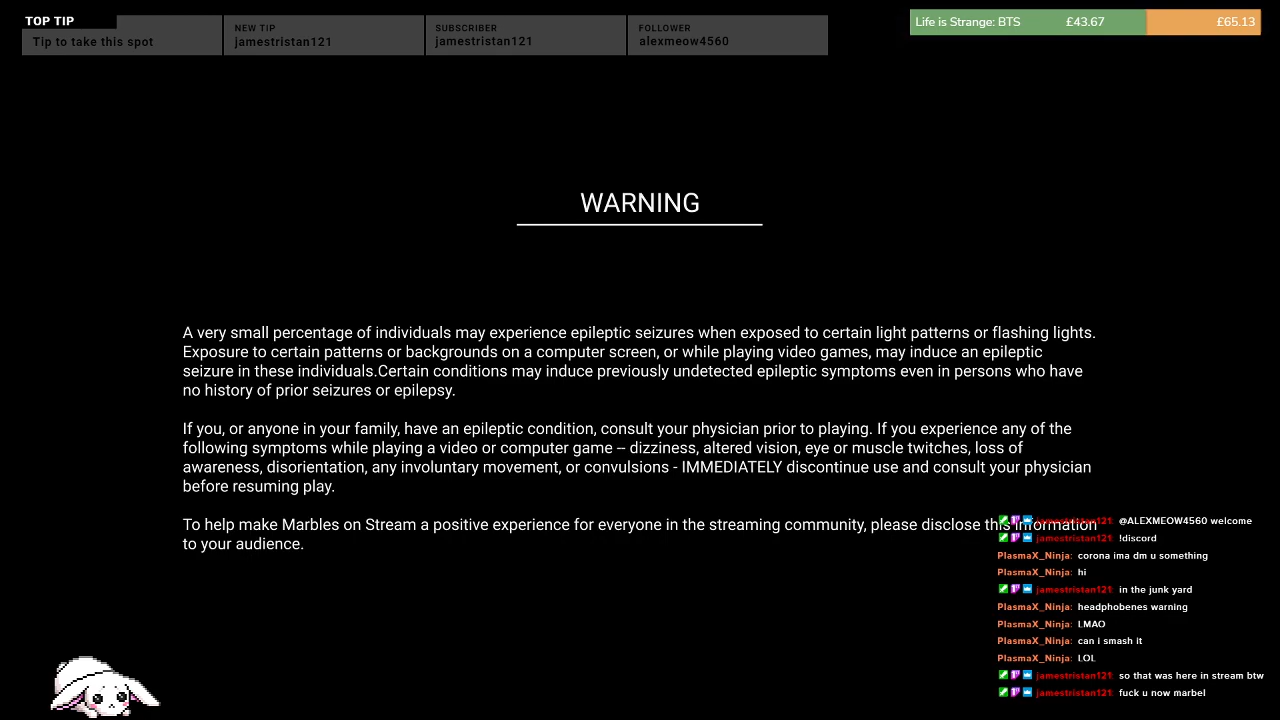 TOP TIP
Tip to take this spot
NEW TIP
jamestristan121
SUBSCRIBER
jamestristan121
FOLLOWER
alexmeow4560
Life is Strange: BTS £43.67 £65.13
WARNING
A very small percentage of individuals may experience epileptic seizures when exposed to certain light patterns or flashing lights.
Exposure to certain patterns or backgrounds on a computer screen, or while playing video games, may induce an epileptic
seizure in these individuals.Certain conditions may induce previously undetected epileptic symptoms even in persons who have
no history of prior seizures or epilepsy.
If you, or anyone in your family, have an epileptic condition, consult your physician prior to playing. If you experience any of the
following symptoms while playing a video or computer game -- dizziness, altered vision, eye or muscle twitches, loss of
awareness, disorientation, any involuntary movement, or convulsions - IMMEDIATELY discontinue use and consult your physician
before resuming play.
To help make Marbles on Stream a positive experience for everyone in the streaming community, please disclose this information
to your audience.
jamestristan121: @ALEXMEOW4560 welcome
jamestristan121: !discord
PlasmaX_Ninja: corona ima dm u something
PlasmaX_Ninja: hi
jamestristan121: in the junk yard
PlasmaX_Ninja: headphobenes warning
PlasmaX_Ninja: LMAO
PlasmaX_Ninja: can i smash it
PlasmaX_Ninja: LOL
jamestristan121: so that was here in stream btw
jamestristan121: fuck u now marbel